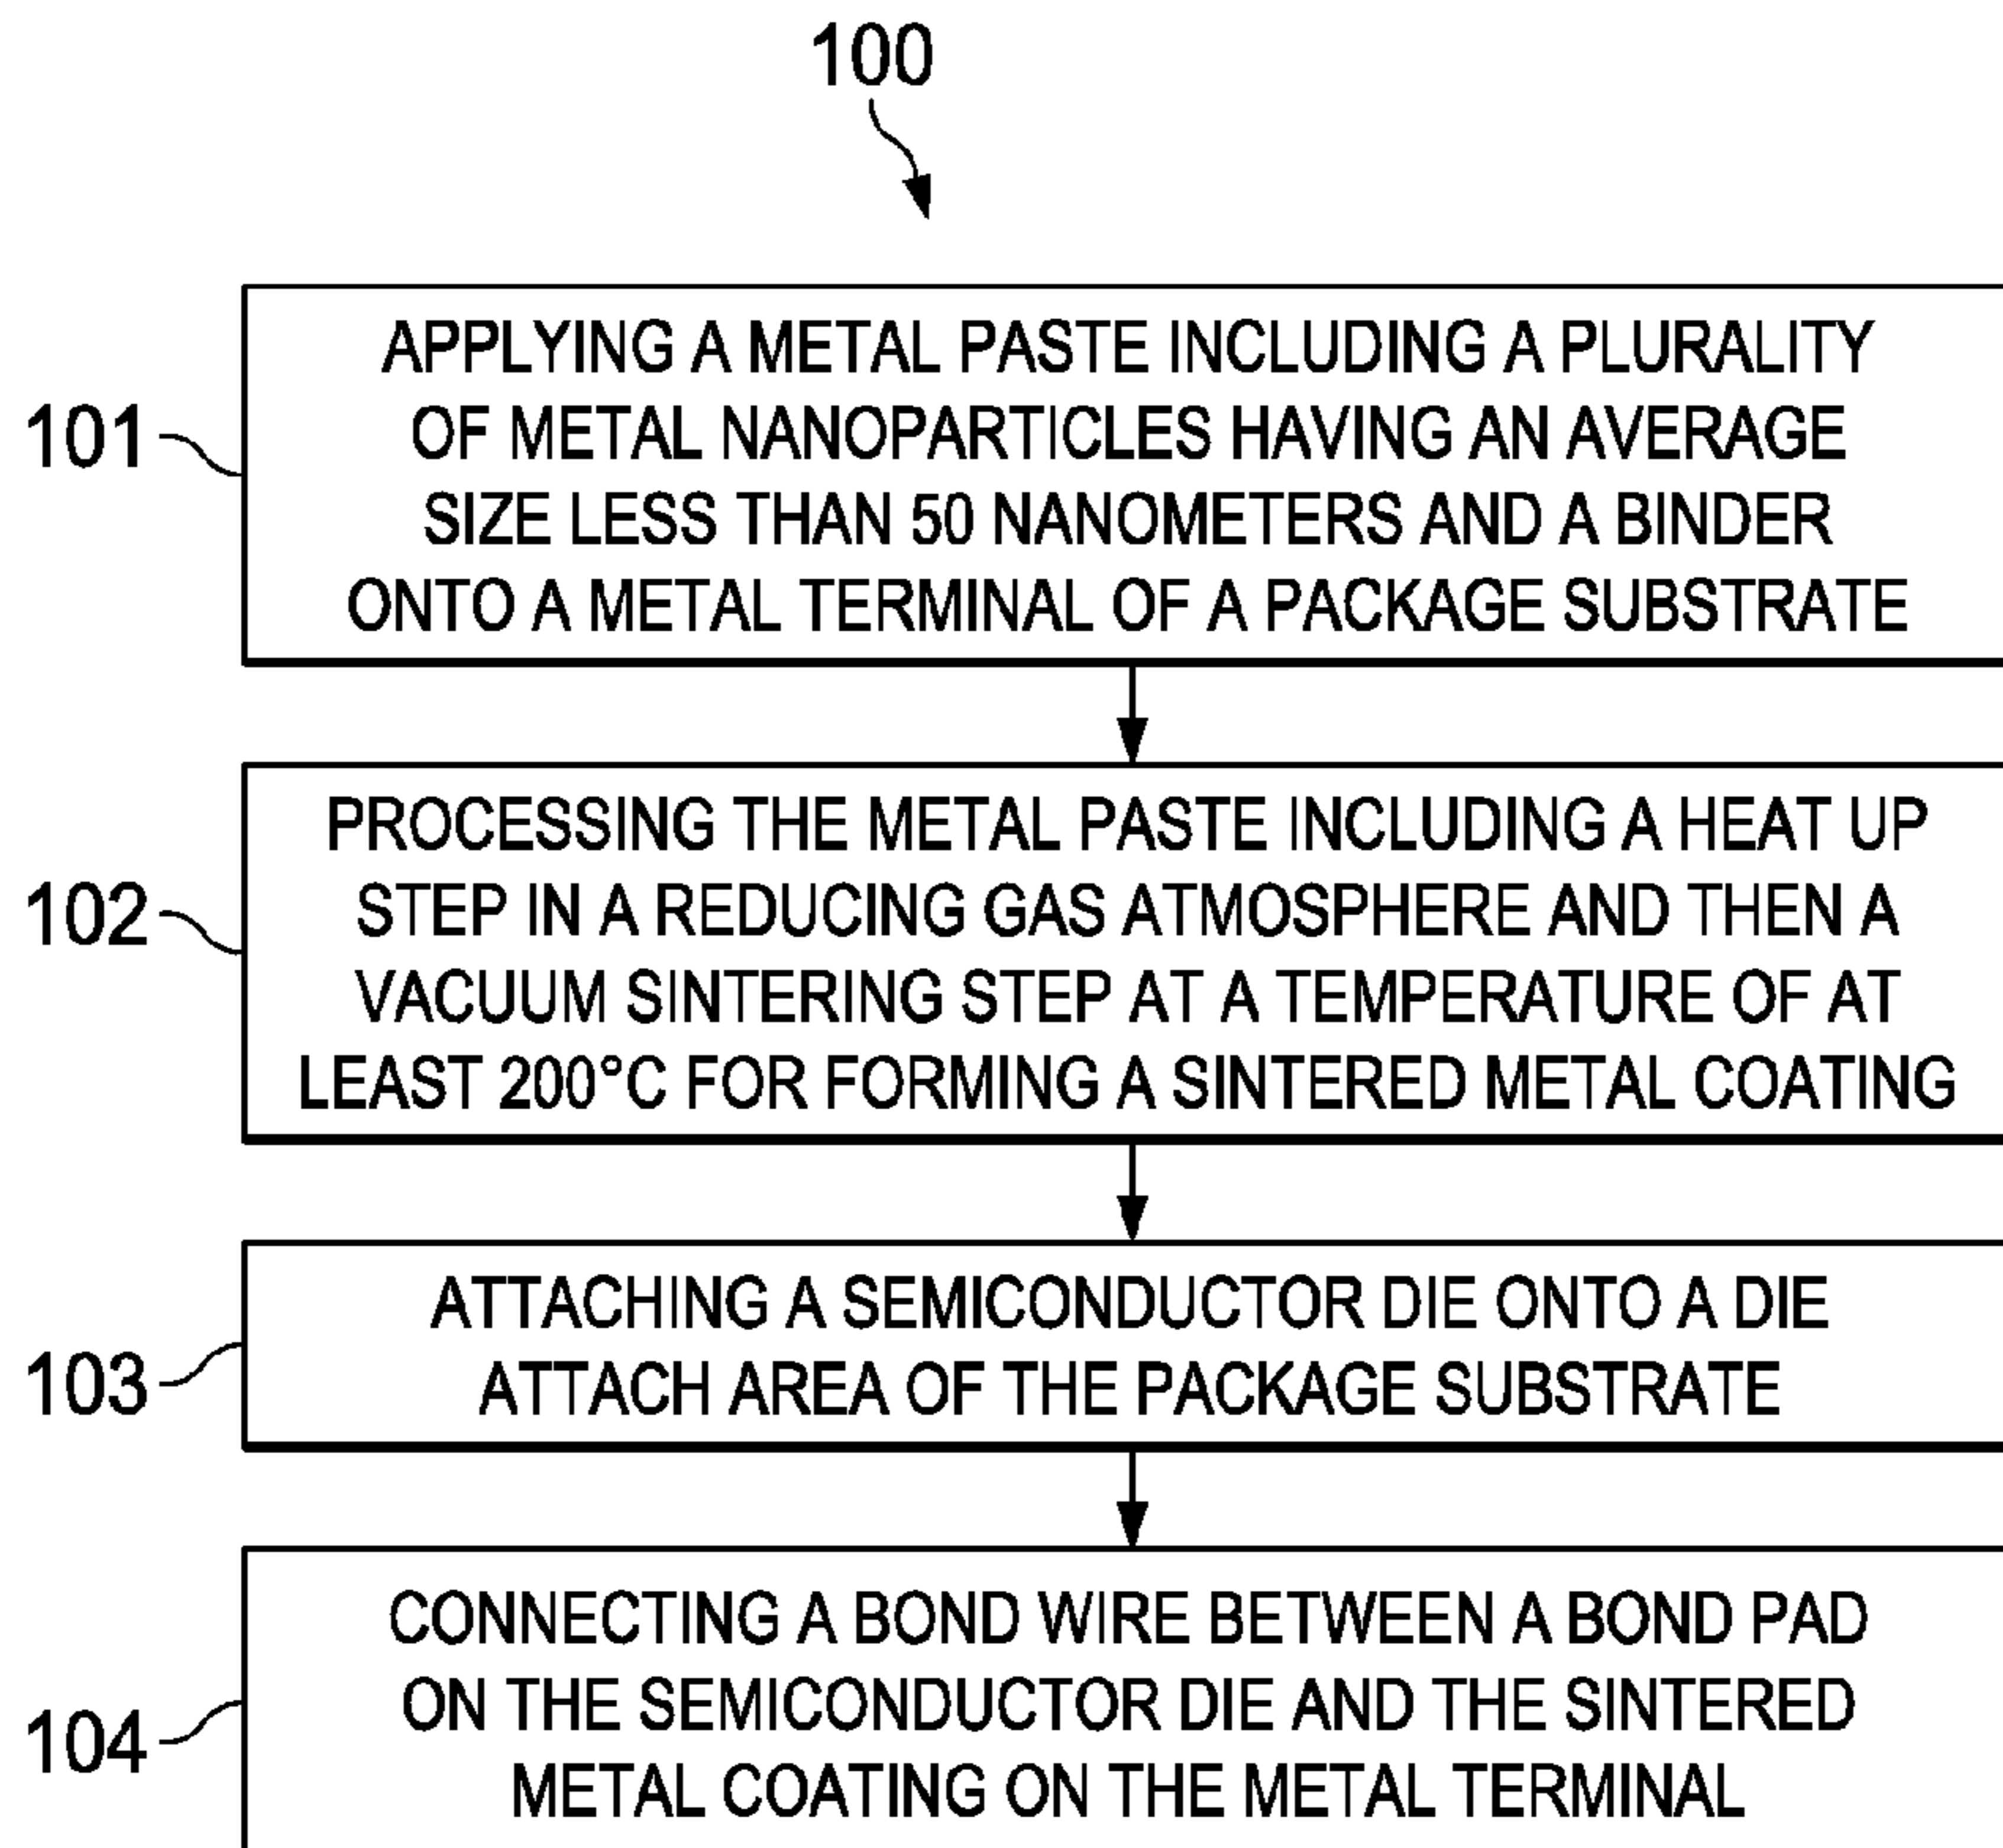 100
101
APPLYING A METAL PASTE INCLUDING A PLURALITY
OF METAL NANOPARTICLES HAVING AN AVERAGE
SIZE LESS THAN 50 NANOMETERS AND A BINDER
ONTO A METAL TERMINAL OF A PACKAGE SUBSTRATE
102
PROCESSING THE METAL PASTE INCLUDING A HEAT UP
STEP IN A REDUCING GAS ATMOSPHERE AND THEN A
VACUUM SINTERING STEP AT A TEMPERATURE OF AT
LEAST 200°C FOR FORMING A SINTERED METAL COATING
103
ATTACHING A SEMICONDUCTOR DIE ONTO A DIE
ATTACH AREA OF THE PACKAGE SUBSTRATE
104
CONNECTING A BOND WIRE BETWEEN A BOND PAD
ON THE SEMICONDUCTOR DIE AND THE SINTERED
METAL COATING ON THE METAL TERMINAL